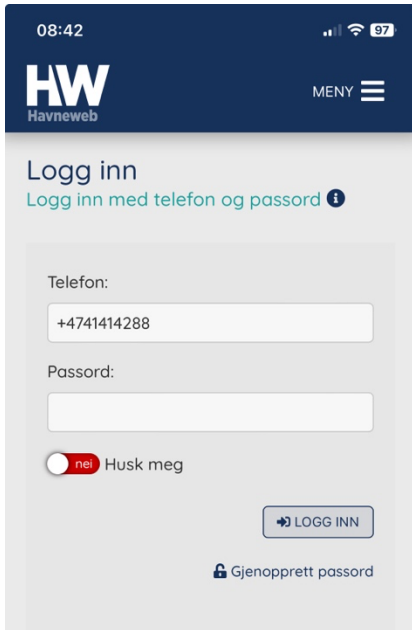 08:42
97
HW
Havneweb
MENY
Logg inn
Logg inn med telefon og passord
Telefon:
+4741414288
Passord:
nei Husk meg
LOGG INN
Gjenopprett passord